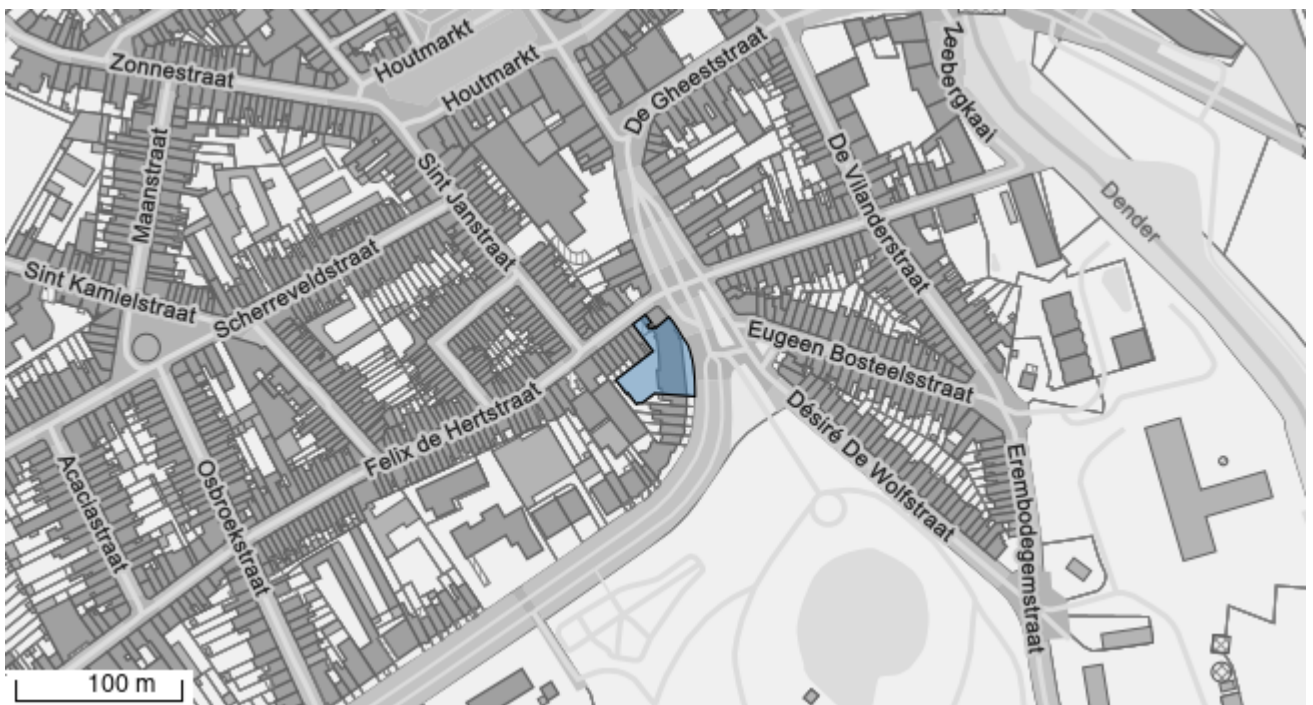 Zonnestraat
Houtmarkt
Houtmarkt
De Gheeststraat
Zeebergkaai
Maanstraat
Sint Janstraat
De Vilanderstraat
Dender
Sint Kamielstraat
Scherreveldstraat
Eugeen Bosteelsstraat
Felix de Hertstraat
Désiré De Wolfstraat
Acaciastraat
Osbroekstraat
Erembodegemstraat
100 m